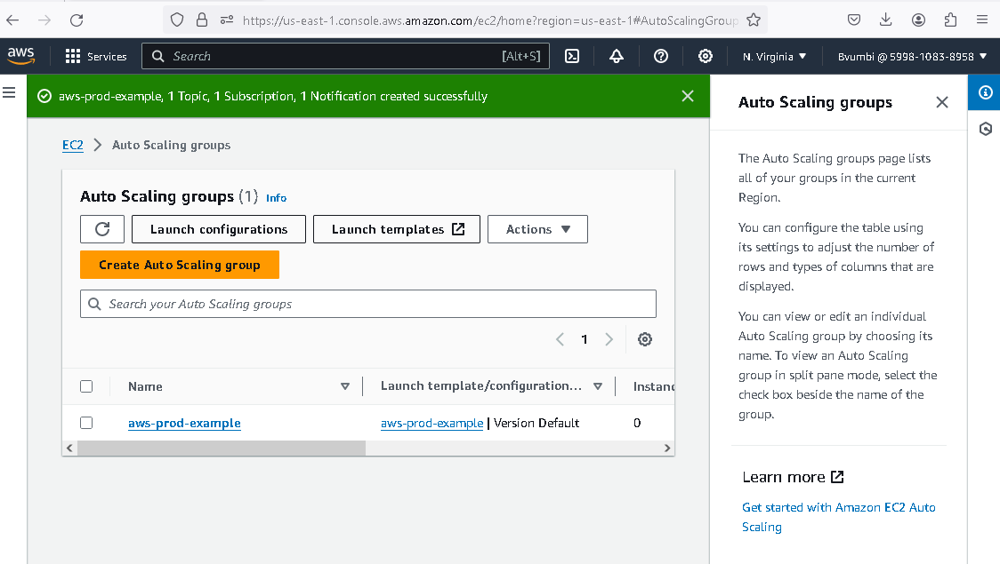 https://us-east-1.console.aws.amazon.com/ec2/home?region=us-east-1#AutoScalingGroup
aws
Services
Search
[Alt+S]
N. Virginia
Bvumbi @ 5998-1083-8958
aws-prod-example, 1 Topic, 1 Subscription, 1 Notification created successfully
EC2
Auto Scaling groups
Auto Scaling groups (1) Info
Launch configurations
Launch templates
Actions
Create Auto Scaling group
Search your Auto Scaling groups
1
Name
Launch template/configuration...
Instanc
aws-prod-example
aws-prod-example | Version Default
0
Auto Scaling groups
The Auto Scaling groups page lists
all of your groups in the current
Region.
You can configure the table using
its settings to adjust the number of
rows and types of columns that are
displayed.
You can view or edit an individual
Auto Scaling group by choosing its
name. To view an Auto Scaling
group in split pane mode, select the
check box beside the name of the
group.
Learn more
Get started with Amazon EC2 Auto
Scaling